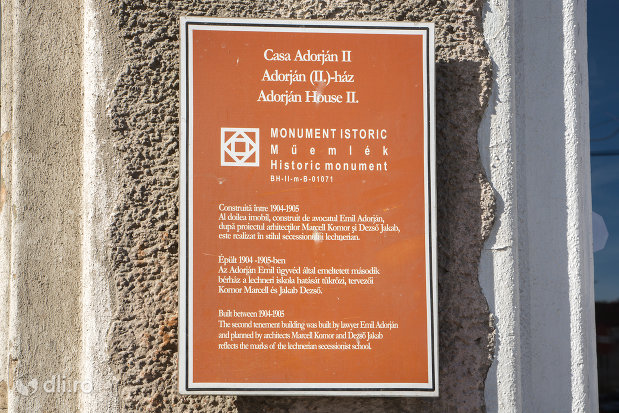 Casa Adorján II
Adorján (II.)-ház
Adorján House II.
MONUMENT ISTORIC
Műemlék
Historic monument
BH-II-m-B-01071
Construită între 1904-1905
Al doilea imobil, construit de avocatul Emil Adorján,
după proiectul arhitecților Marcell Komor și Dezső Jakab,
este realizat în stilul secessionului lechnerian.
Épült 1904 -1905-ben
Az Adorján Emil ügyvéd által emeltetett második
bérház a lechneri iskola hatását tükrözi, tervezői
Komor Marcell és Jakab Dezső.
Built between 1904-1905
The second tenement building was built by lawyer Emil Adorján
and planned by architects Marcell Komor and Dezső Jakab
reflects the marks of the lechnerian secessionist school.
dli.ro